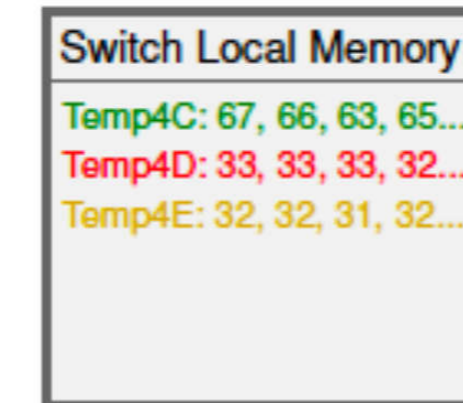 Switch Local Memory
Temp4C: 67, 66, 63, 65...
Temp4D: 33, 33, 33, 32...
Temp4E: 32, 32, 31, 32...